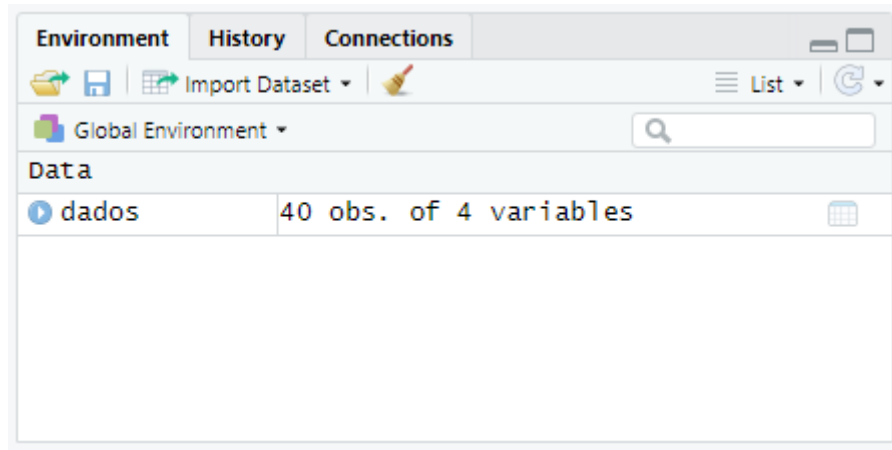 Environment History Connections
Import Dataset List
Global Environment
Data
dados 40 obs. of 4 variables